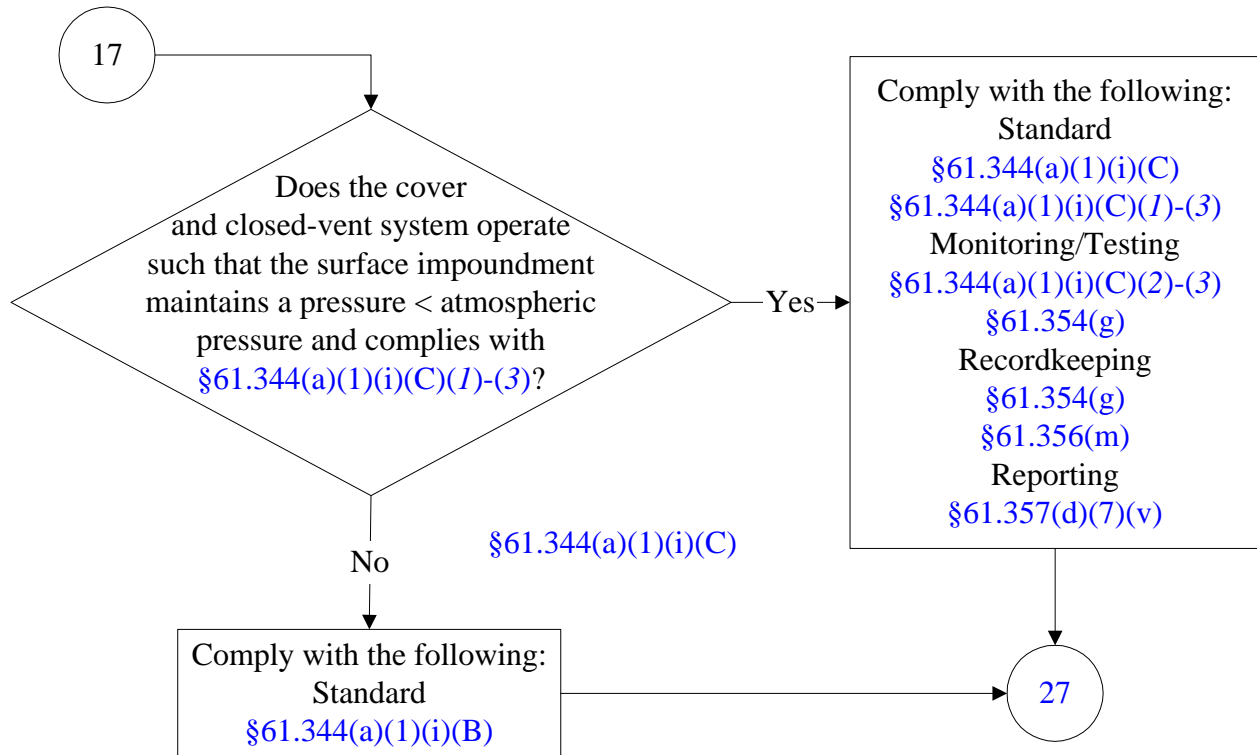 17
Does the cover
and closed-vent system operate
such that the surface impoundment
maintains a pressure < atmospheric
pressure and complies with
§61.344(a)(1)(i)(C)(1)-(3)?
Yes
Comply with the following:
Standard
§61.344(a)(1)(i)(C)
§61.344(a)(1)(i)(C)(1)-(3)
Monitoring/Testing
§61.344(a)(1)(i)(C)(2)-(3)
§61.354(g)
Recordkeeping
§61.354(g)
§61.356(m)
Reporting
§61.357(d)(7)(v)
No
§61.344(a)(1)(i)(C)
Comply with the following:
Standard
§61.344(a)(1)(i)(B)
27